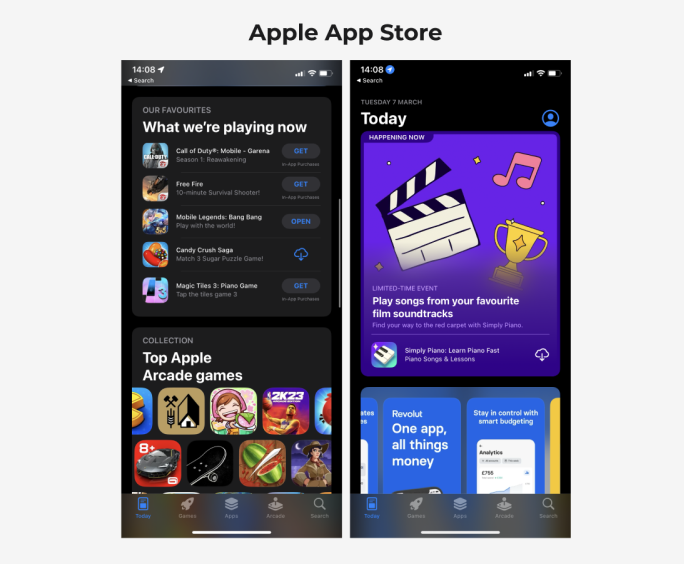 Apple App Store
14:08
Search
OUR FAVOURITES
What we're playing now
Call of Duty®: Mobile - Garena
Season 1: Reawakening
GET
In-App Purchases
Free Fire
10-minute Survival Shooter!
GET
In-App Purchases
Mobile Legends: Bang Bang
Play with the world!
OPEN
Candy Crush Saga
Match 3 Sugar Puzzle Game!
Magic Tiles 3: Piano Game
Tap the tiles game 3
GET
In-App Purchases
COLLECTION
Top Apple
Arcade games
2K23
8+
Today
Games
Apps
Arcade
Search
14:08
Search
TUESDAY 7 MARCH
Today
HAPPENING NOW
LIMITED-TIME EVENT
Play songs from your favourite
film soundtracks
Find your way to the red carpet with Simply Piano.
Simply Piano: Learn Piano Fast
Piano Songs & Lessons
Revolut
One app,
all things
money
Stay in control with
smart budgeting
Analytics
£755
Today
Games
Apps
Arcade
Search